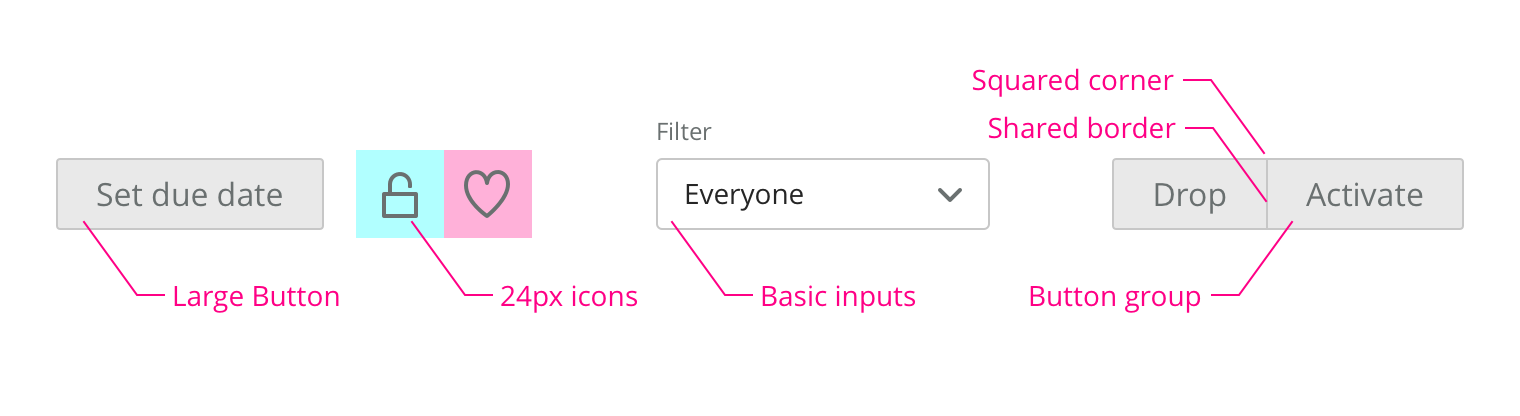 Squared corner
Shared border
Filter
Set due date
Everyone
Drop
Activate
Large Button
24px icons
Basic inputs
Button group